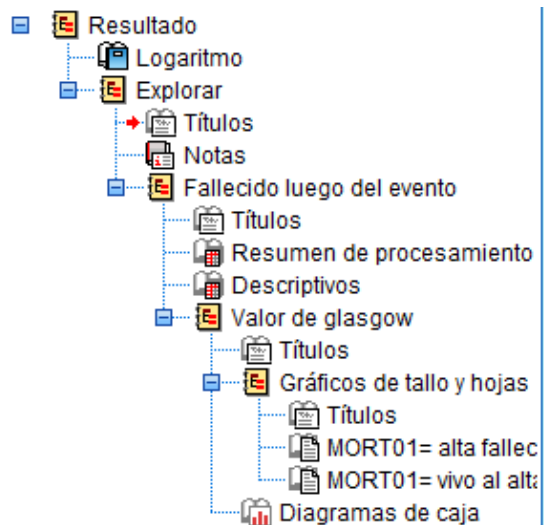 Resultado
Logaritmo
Explorar
Títulos
Notas
Fallecido luego del evento
Títulos
Resumen de procesamiento
Descriptivos
Valor de glasgow
Títulos
Gráficos de tallo y hojas
Títulos
MORT01= alta fallec
MORT01= vivo al alta
Diagramas de caja